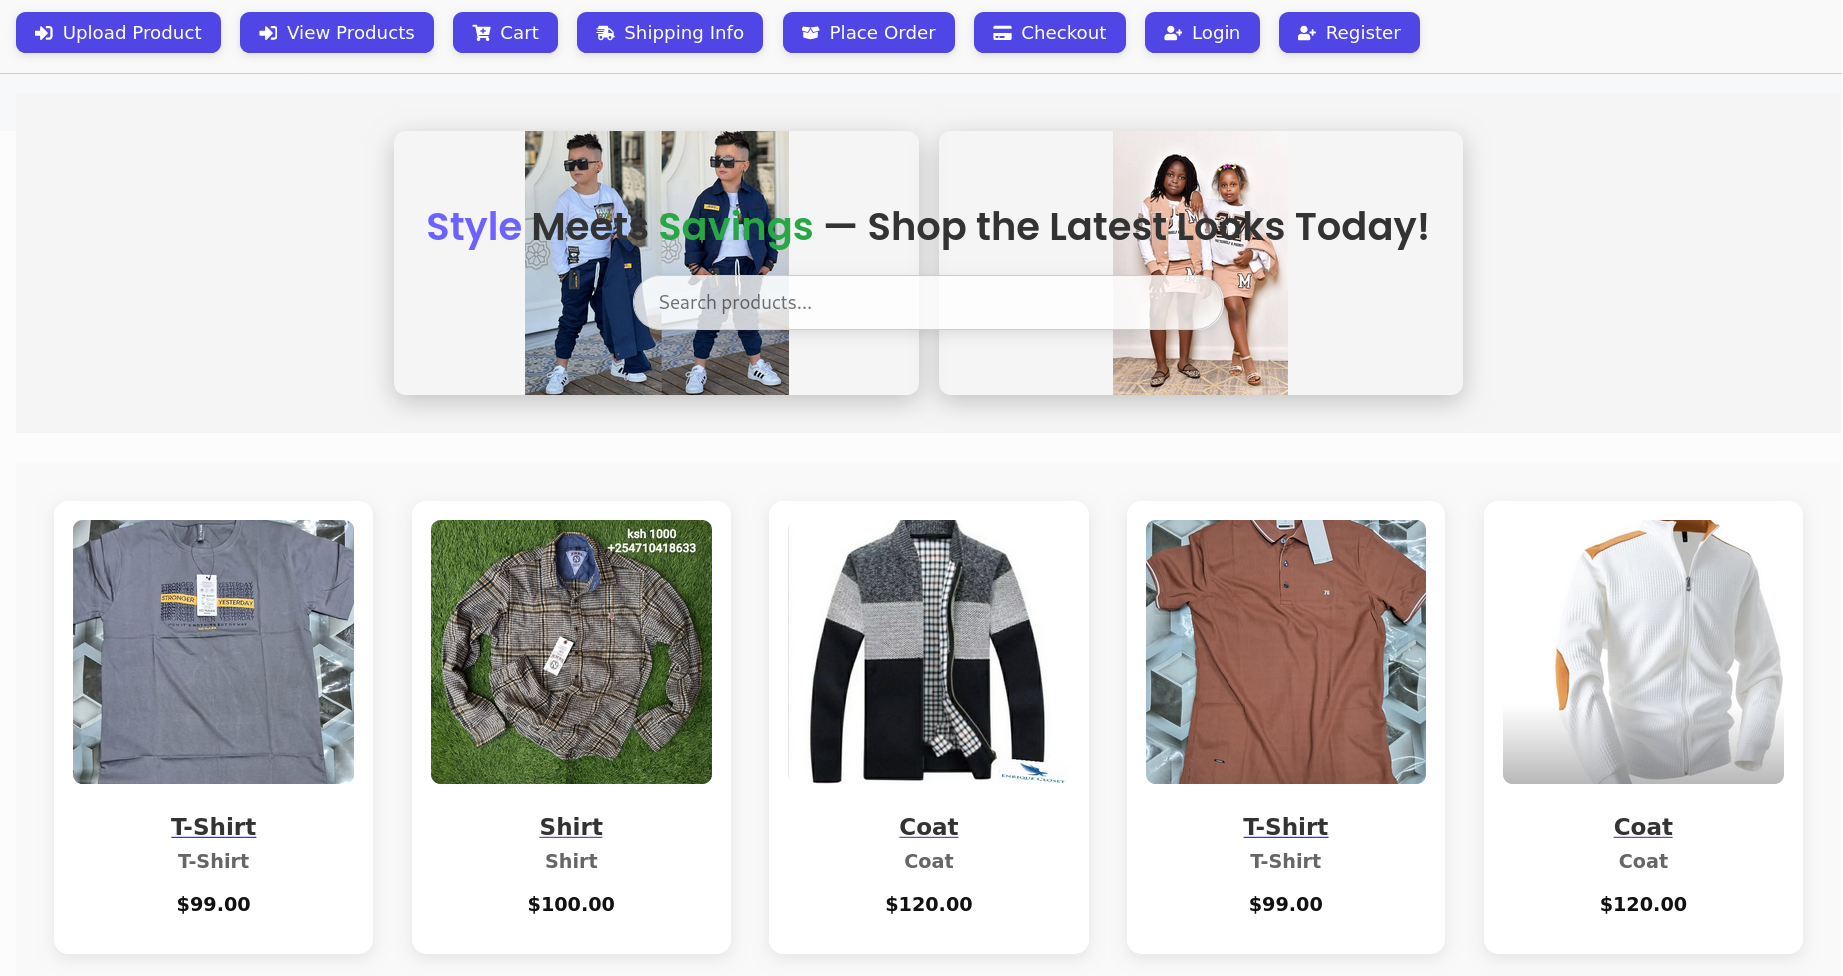 Upload Product
View Products
Cart
Shipping Info
Place Order
Checkout
Login
Register
Style Meets Savings — Shop the Latest Looks Today!
Search products...
M
M
STRONGER
YESTERDAY
ksh 1000
+254710418633
ENRIQUE CLOSET
T-Shirt
T-Shirt
$99.00
Shirt
Shirt
$100.00
Coat
Coat
$120.00
T-Shirt
T-Shirt
$99.00
Coat
Coat
$120.00